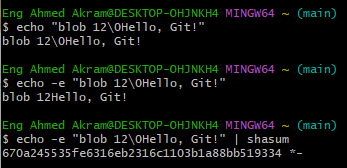 Eng Ahmed Akram@DESKTOP-OHJNKH4 MINGW64 ~ (main)
$ echo "blob 12\0Hello, Git!"
blob 12\0Hello, Git!
Eng Ahmed Akram@DESKTOP-OHJNKH4 MINGW64 ~ (main)
$ echo -e "blob 12\0Hello, Git!"
blob 12Hello, Git!
Eng Ahmed Akram@DESKTOP-OHJNKH4 MINGW64 ~ (main)
$ echo -e "blob 12\0Hello, Git!" | shasum
670a245535fe6316eb2316c1103b1a88bb519334 *-